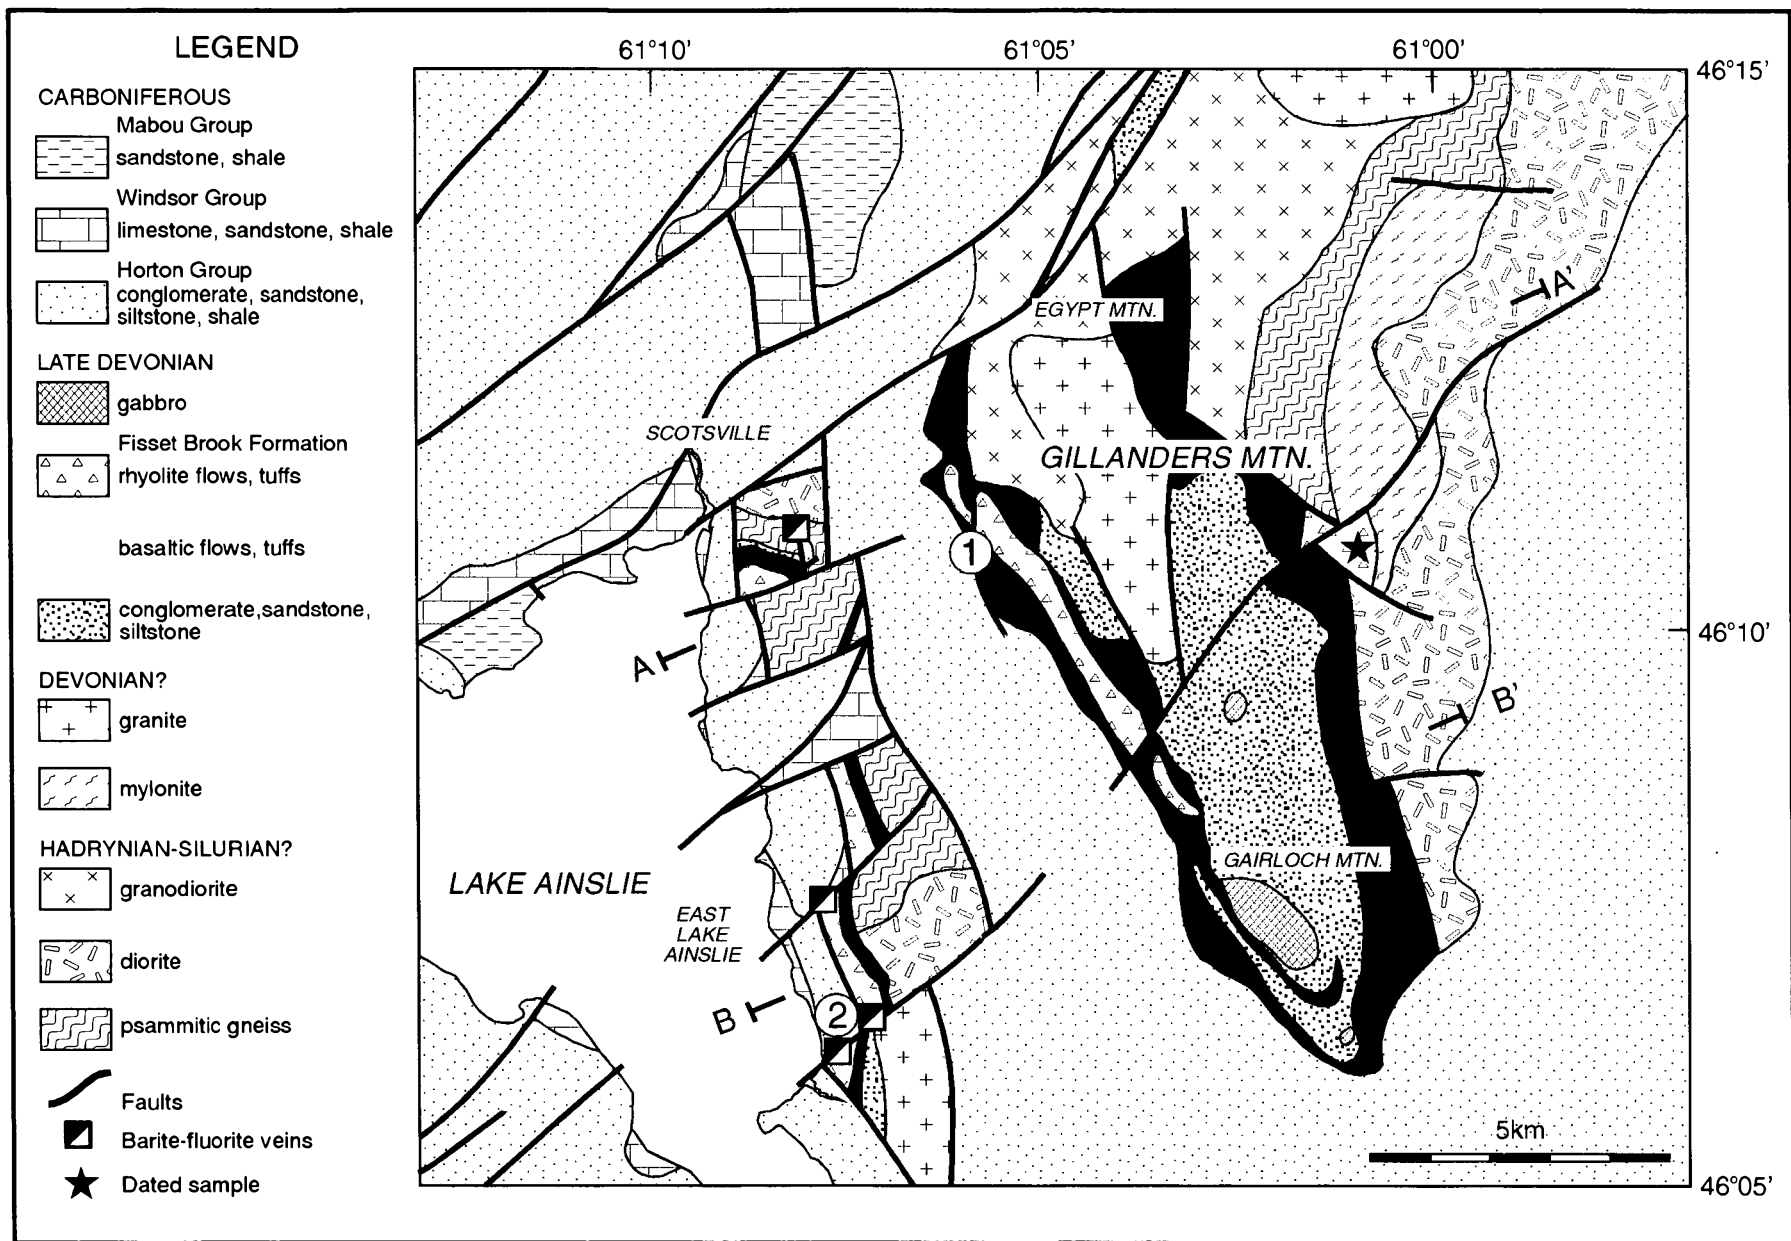 LEGEND
CARBONIFEROUS
Mabou Group
sandstone, shale
Windsor Group
limestone, sandstone, shale
Horton Group
conglomerate, sandstone,
siltstone, shale
LATE DEVONIAN
gabbro
Fisset Brook Formation
rhyolite flows, tuffs
basaltic flows, tuffs
conglomerate,sandstone,
siltstone
DEVONIAN?
granite
mylonite
HADRYNIAN-SILURIAN?
granodiorite
diorite
psammitic gneiss
Faults
Barite-fluorite veins
Dated sample
61°10'
61°05'
61°00'
46°15'
A'
EGYPT MTN.
SCOTSVILLE
GILLANDERS MTN.
1
46°10'
A
B'
GAIRLOCH MTN.
LAKE AINSLIE
EAST
LAKE
AINSLIE
B
2
5km
46°05'